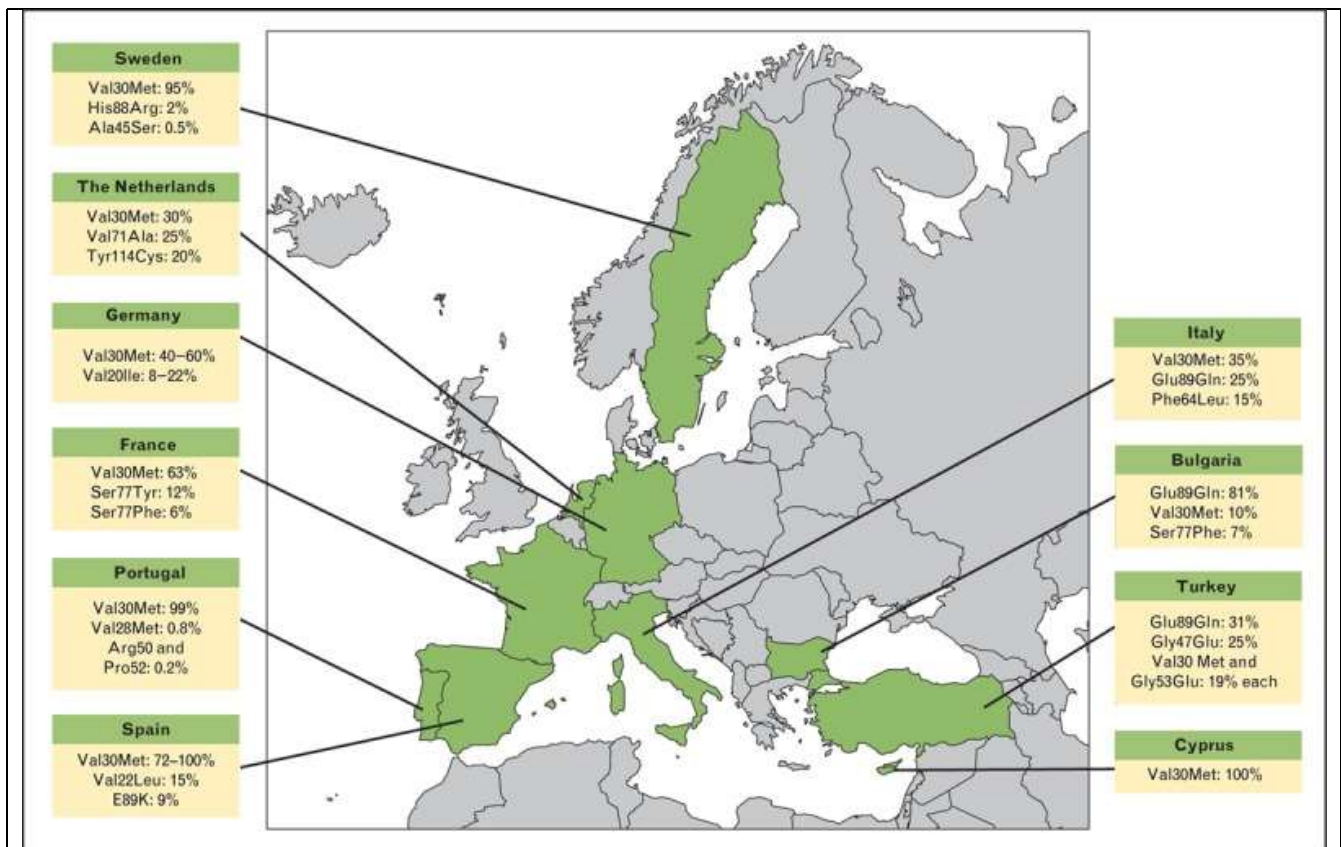 Sweden
Val30Met: 95%
His88Arg: 2%
Ala45Ser: 0.5%
The Netherlands
Val30Met: 30%
Val71Ala: 25%
Tyr114Cys: 20%
Germany
Val30Met: 40–60%
Val20Ile: 8–22%
France
Val30Met: 63%
Ser77Tyr: 12%
Ser77Phe: 6%
Portugal
Val30Met: 99%
Val28Met: 0.8%
Arg50 and
Pro52: 0.2%
Spain
Val30Met: 72–100%
Val22Leu: 15%
E89K: 9%
Italy
Val30Met: 35%
Glu89Gln: 25%
Phe64Leu: 15%
Bulgaria
Glu89Gln: 81%
Val30Met: 10%
Ser77Phe: 7%
Turkey
Glu89Gln: 31%
Gly47Glu: 25%
Val30 Met and
Gly53Glu: 19% each
Cyprus
Val30Met: 100%